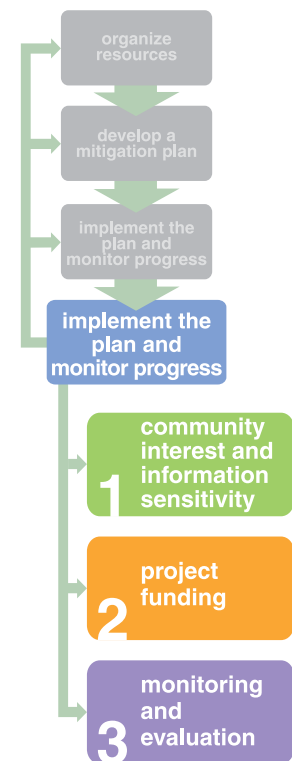 organize
resources
develop a
mitigation plan
implement the
plan and
monitor progress
implement the
plan and
monitor progress
1
community
interest and
information
sensitivity
2
project
funding
3
monitoring
and
evaluation